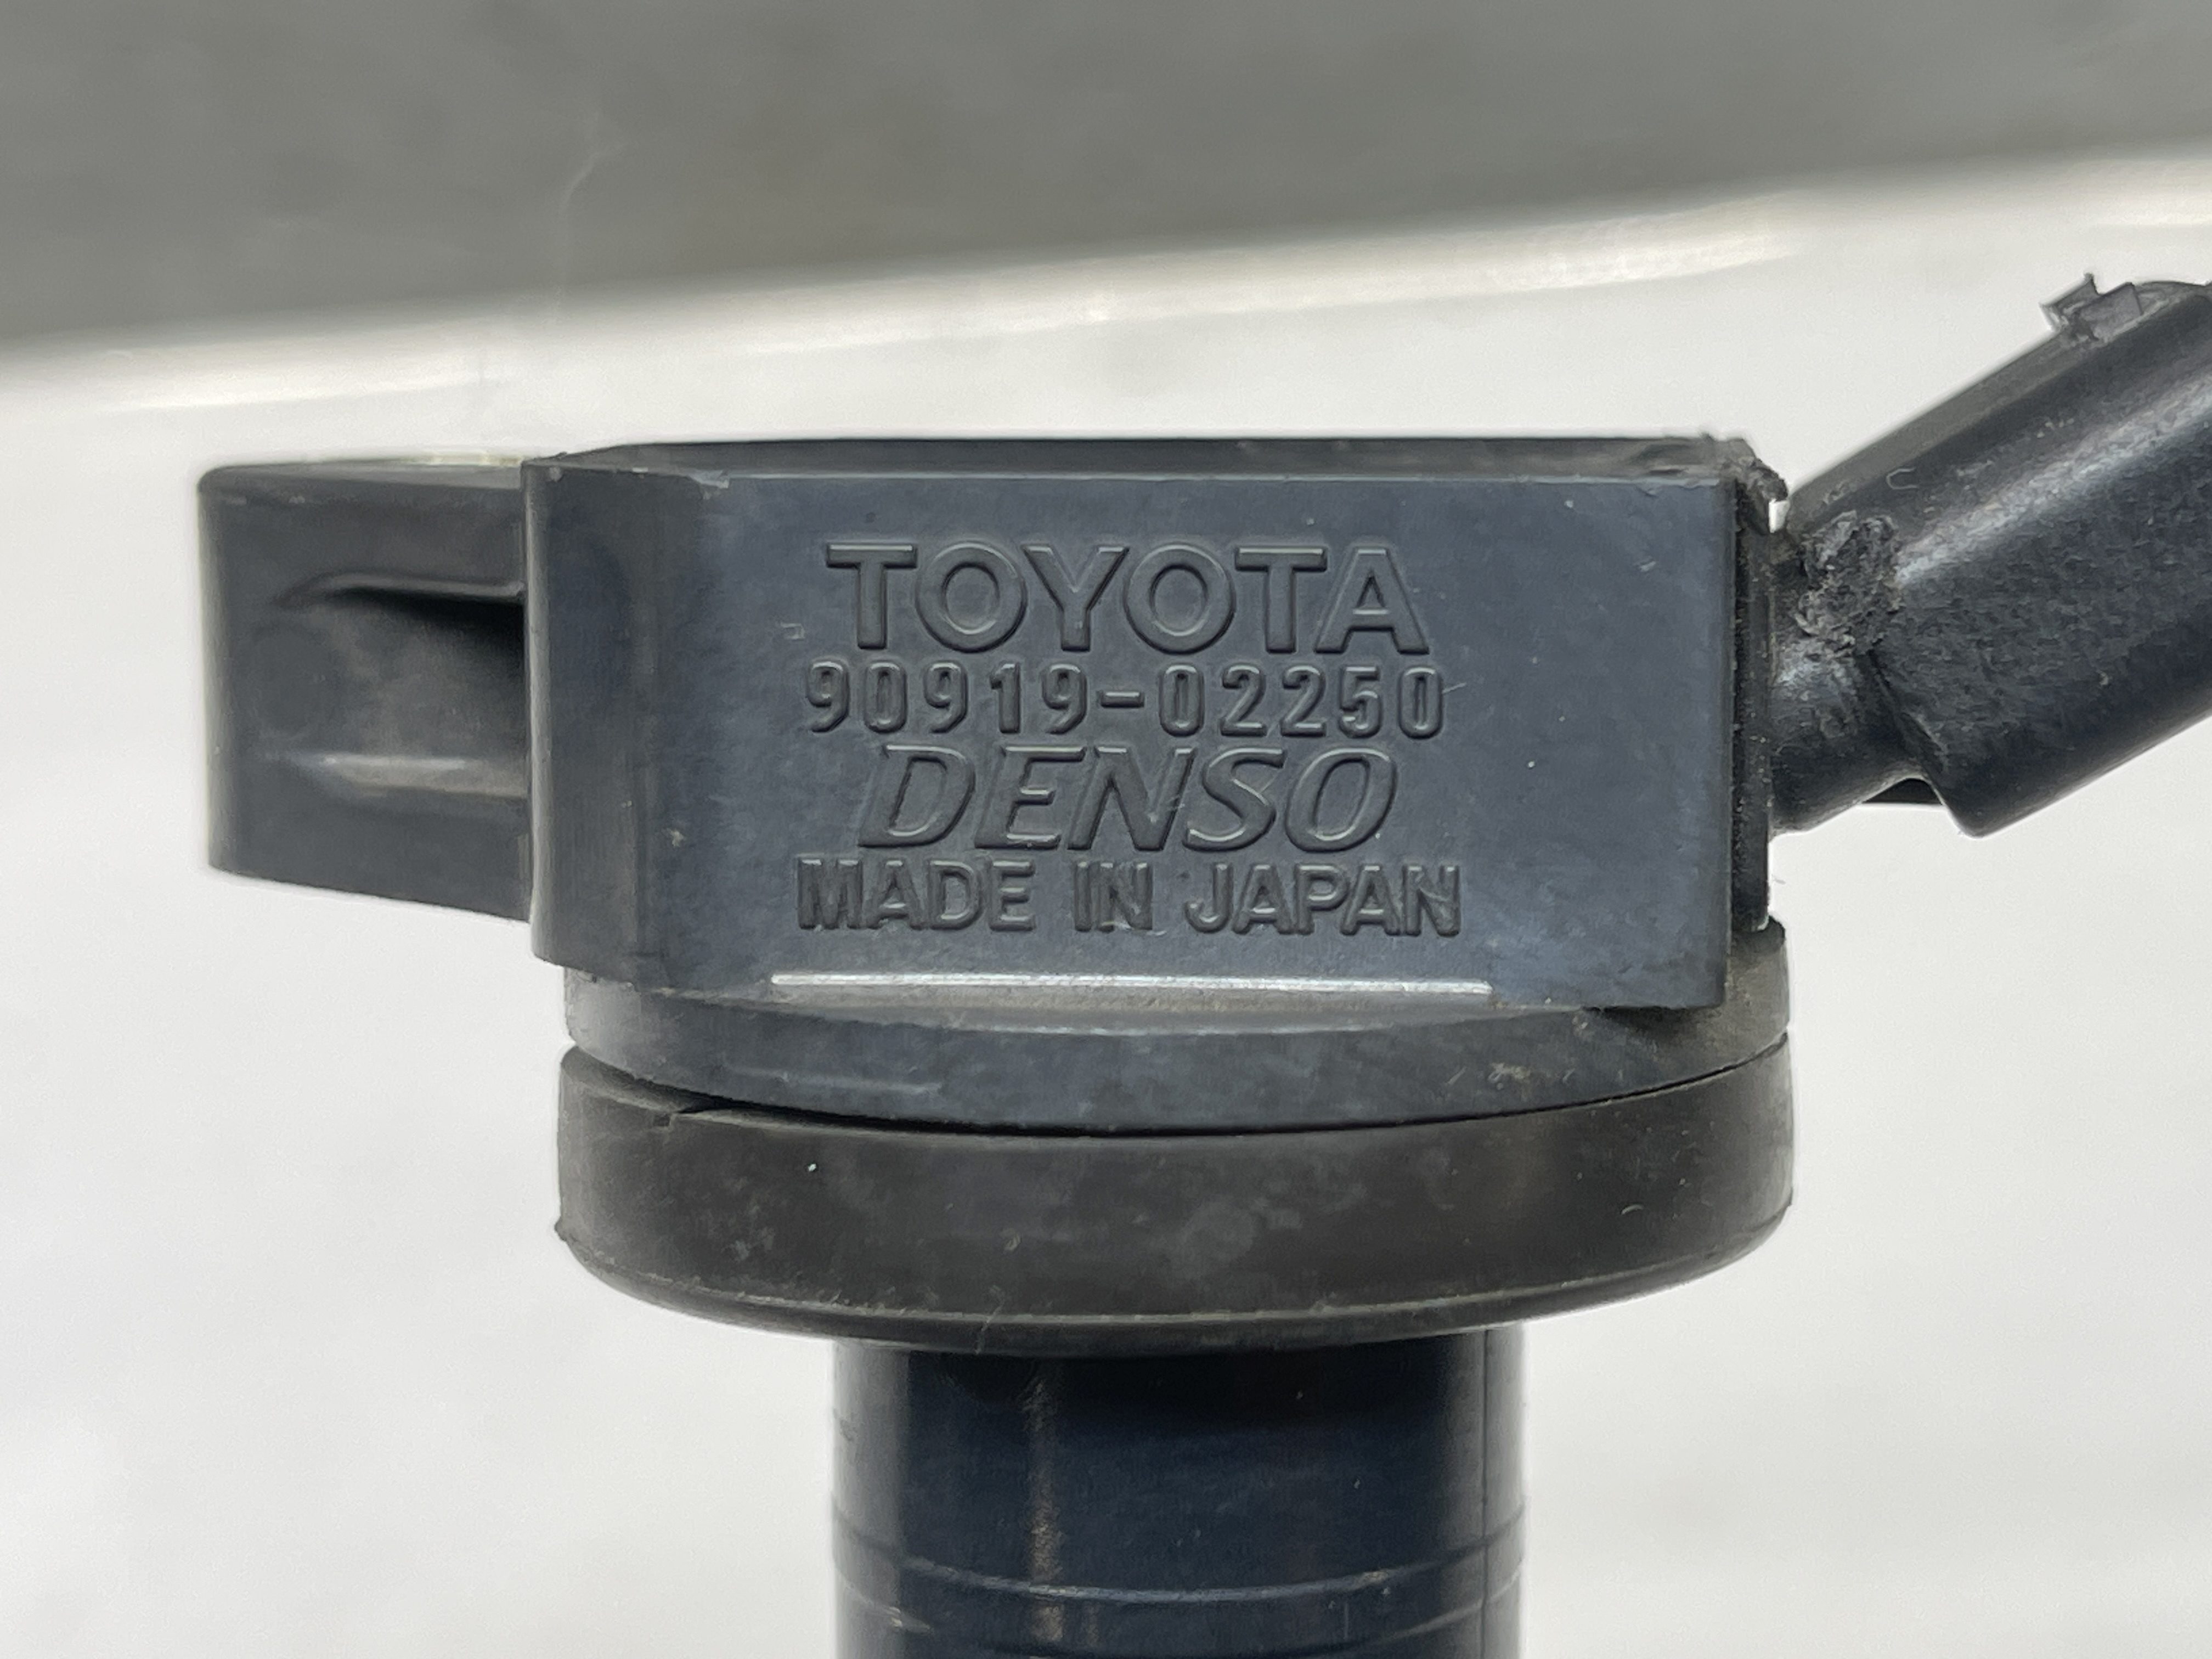 TOYOTA
90919-02250
DENSO
MADE IN JAPAN